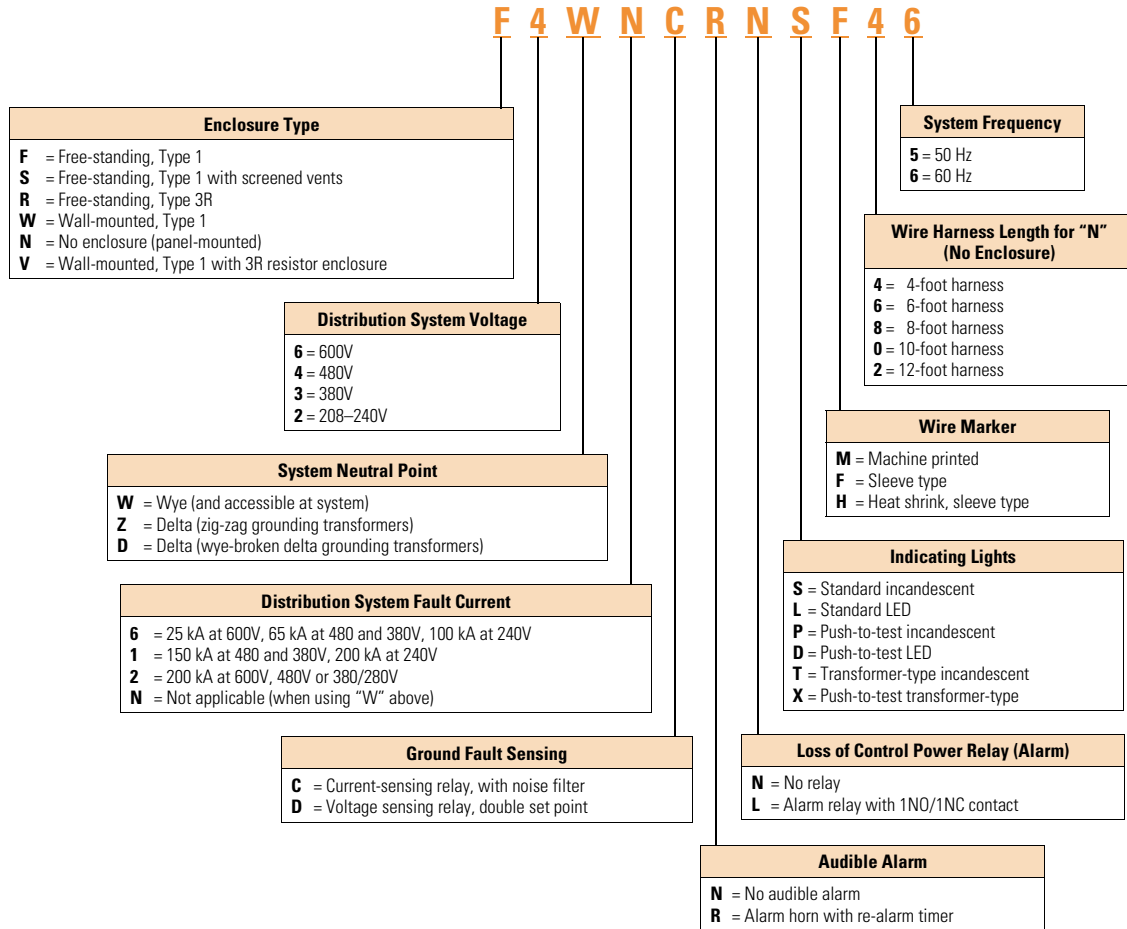 F 4 W N C R N S F 4 6
Enclosure Type
F = Free-standing, Type 1
S = Free-standing, Type 1 with screened vents
R = Free-standing, Type 3R
W = Wall-mounted, Type 1
N = No enclosure (panel-mounted)
V = Wall-mounted, Type 1 with 3R resistor enclosure
System Frequency
5 = 50 Hz
6 = 60 Hz
Wire Harness Length for “N”
(No Enclosure)
4 = 4-foot harness
6 = 6-foot harness
8 = 8-foot harness
0 = 10-foot harness
2 = 12-foot harness
Distribution System Voltage
6 = 600V
4 = 480V
3 = 380V
2 = 208–240V
Wire Marker
M = Machine printed
F = Sleeve type
H = Heat shrink, sleeve type
System Neutral Point
W = Wye (and accessible at system)
Z = Delta (zig-zag grounding transformers)
D = Delta (wye-broken delta grounding transformers)
Indicating Lights
S = Standard incandescent
L = Standard LED
P = Push-to-test incandescent
D = Push-to-test LED
T = Transformer-type incandescent
X = Push-to-test transformer-type
Distribution System Fault Current
6 = 25 kA at 600V, 65 kA at 480 and 380V, 100 kA at 240V
1 = 150 kA at 480 and 380V, 200 kA at 240V
2 = 200 kA at 600V, 480V or 380/280V
N = Not applicable (when using “W” above)
Ground Fault Sensing
C = Current-sensing relay, with noise filter
D = Voltage sensing relay, double set point
Loss of Control Power Relay (Alarm)
N = No relay
L = Alarm relay with 1NO/1NC contact
Audible Alarm
N = No audible alarm
R = Alarm horn with re-alarm timer